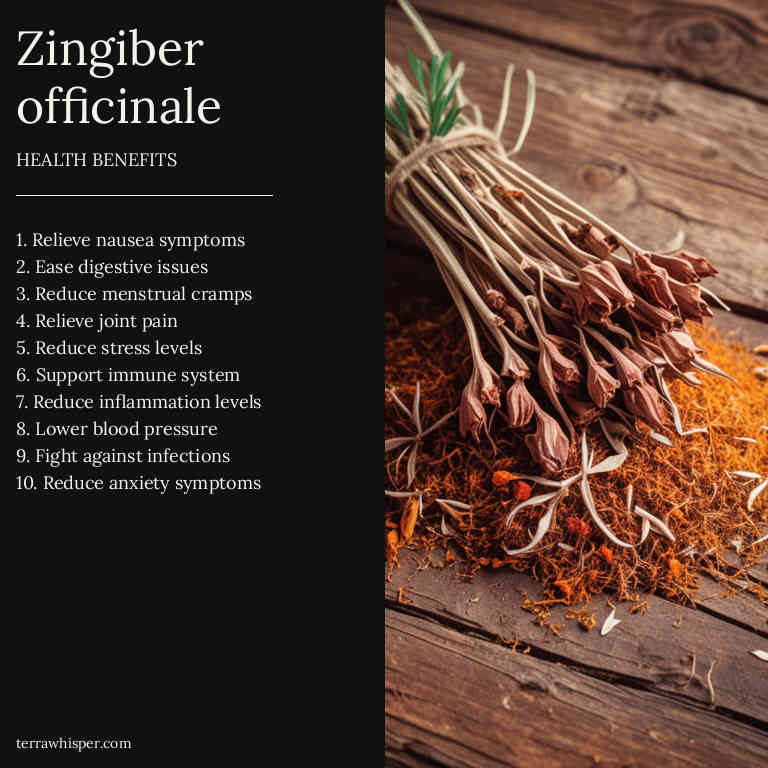 Zingiber
officinale
HEALTH BENEFITS
1. Relieve nausea symptoms
2. Ease digestive issues
3. Reduce menstrual cramps
4. Relieve joint pain
5. Reduce stress levels
6. Support immune system
7. Reduce inflammation levels
8. Lower blood pressure
9. Fight against infections
10. Reduce anxiety symptoms
terrawhisper.com